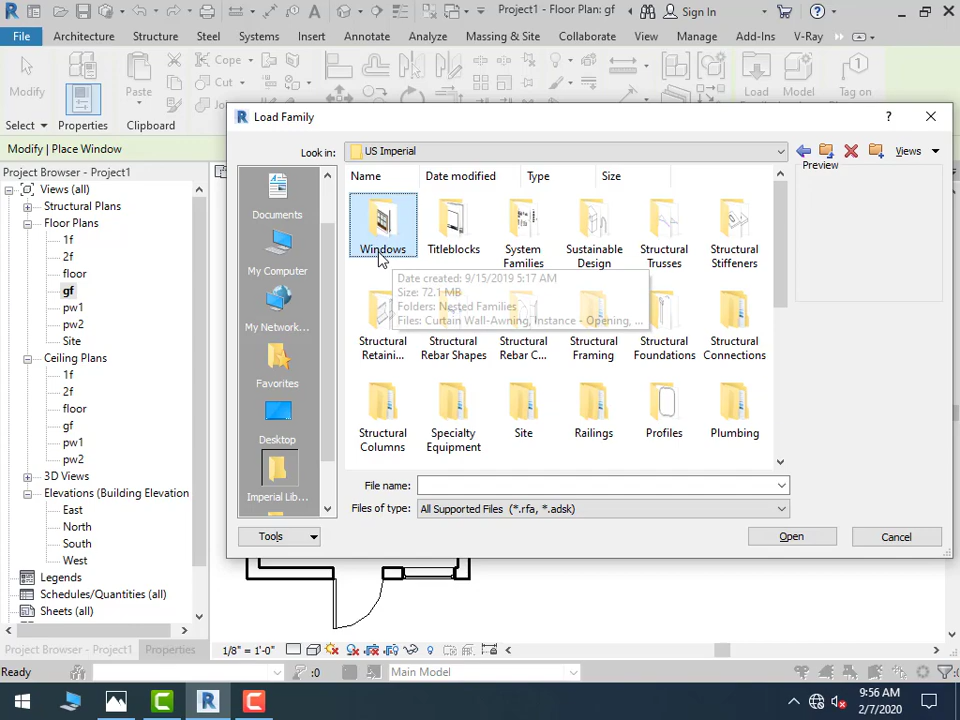 Project1 - Floor Plan: gf
Sign In
File
Architecture
Structure
Steel
Systems
Insert
Annotate
Analyze
Massing & Site
Collaborate
View
Manage
Add-Ins
V-Ray
Modify
Paste
Cope
Cut
Load
Model
Tag on
Select
Properties
Clipboard
Modify | Place Window
Project Browser - Project1
Views (all)
Structural Plans
Floor Plans
1f
2f
floor
gf
pw1
pw2
Site
Ceiling Plans
1f
2f
floor
gf
pw1
pw2
3D Views
Elevations (Building Elevation
East
North
South
West
Legends
Schedules/Quantities (all)
Sheets (all)
Project Browser - Project1
Properties
Load Family
?
Look in:
US Imperial
Views
Preview
Documents
My Computer
My Network...
Favorites
Desktop
Imperial Lib...
Name
Date modified
Type
Size
Windows
Titleblocks
System Families
Sustainable Design
Structural Trusses
Structural Stiffeners
Date created: 9/15/2019 5:17 AM
Size: 72.1 MB
Folders: Nested Families
Files: Curtain Wall-Awning, Instance - Opening, ...
Structural Retaini...
Structural Rebar Shapes
Structural Rebar C...
Structural Framing
Structural Foundations
Structural Connections
Structural Columns
Specialty Equipment
Site
Railings
Profiles
Plumbing
File name:
Files of type:
All Supported Files (*.rfa, *.adsk)
Tools
Open
Cancel
1/8" = 1'-0"
Ready
:0
Main Model
:0
9:56 AM
2/7/2020